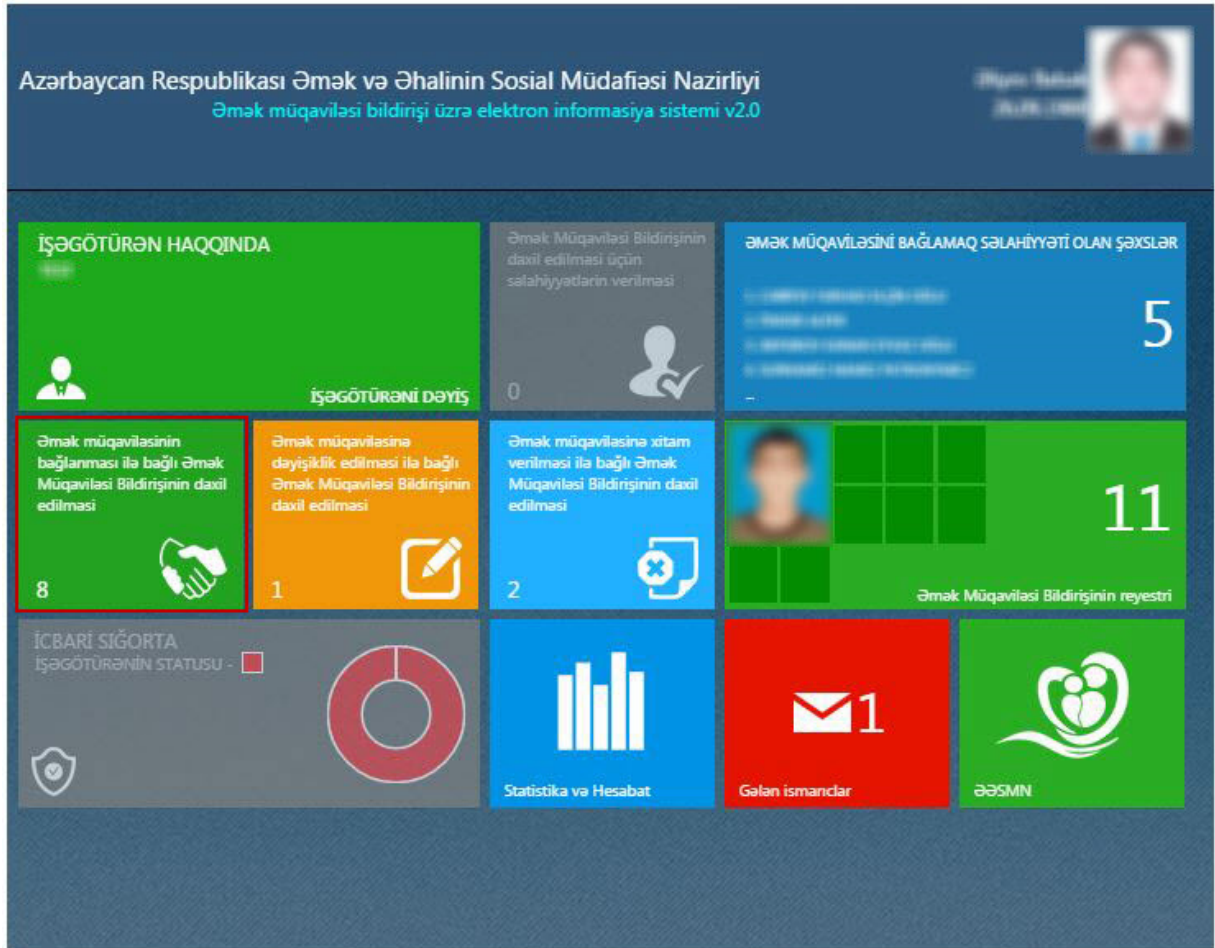 Azərbaycan Respublikası Əmək və Əhalinin Sosial Müdafiəsi Nazirliyi
Əmək müqaviləsi bildirişi üzrə elektron informasiya sistemi v2.0
İŞƏGÖTÜRƏN HAQQINDA
İŞƏGÖTÜRƏNİ DƏYİŞ
Əmək Müqaviləsi Bildirişinin
daxil edilməsi üçün
səlahiyyətlərin verilməsi
0
ƏMƏK MÜQAVİLƏSİNİ BAĞLAMAQ SƏLAHİYYƏTİ OLAN ŞƏXSLƏR
5
Əmək müqaviləsinin
bağlanması ilə bağlı Əmək
Müqaviləsi Bildirişinin daxil
edilməsi
8
Əmək müqaviləsinə
dəyişiklik edilməsi ilə bağlı
Əmək Müqaviləsi Bildirişinin
daxil edilməsi
1
Əmək müqaviləsinə xitam
verilməsi ilə bağlı Əmək
Müqaviləsi Bildirişinin daxil
edilməsi
2
11
Əmək Müqaviləsi Bildirişinin reyestri
İCBARİ SIĞORTA
İŞƏGÖTÜRƏNİN STATUSU -
Statistika və Hesabat
1
Gələn ismarıclar
ƏƏSMN